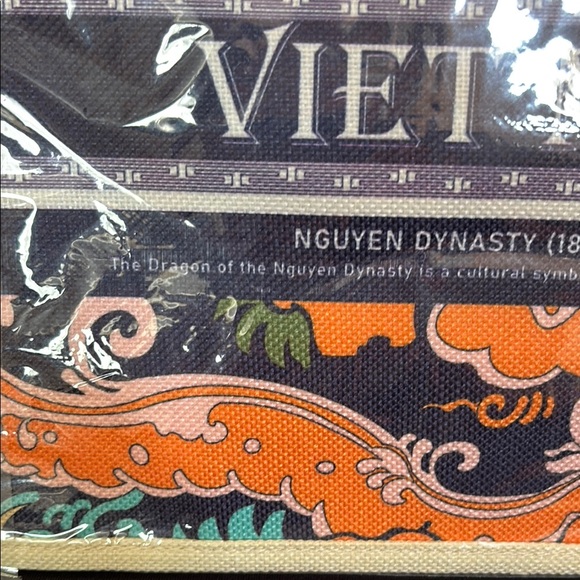 VIET
NGUYEN DYNASTY (18
The Dragon of the Nguyen Dynasty is a cultural symb